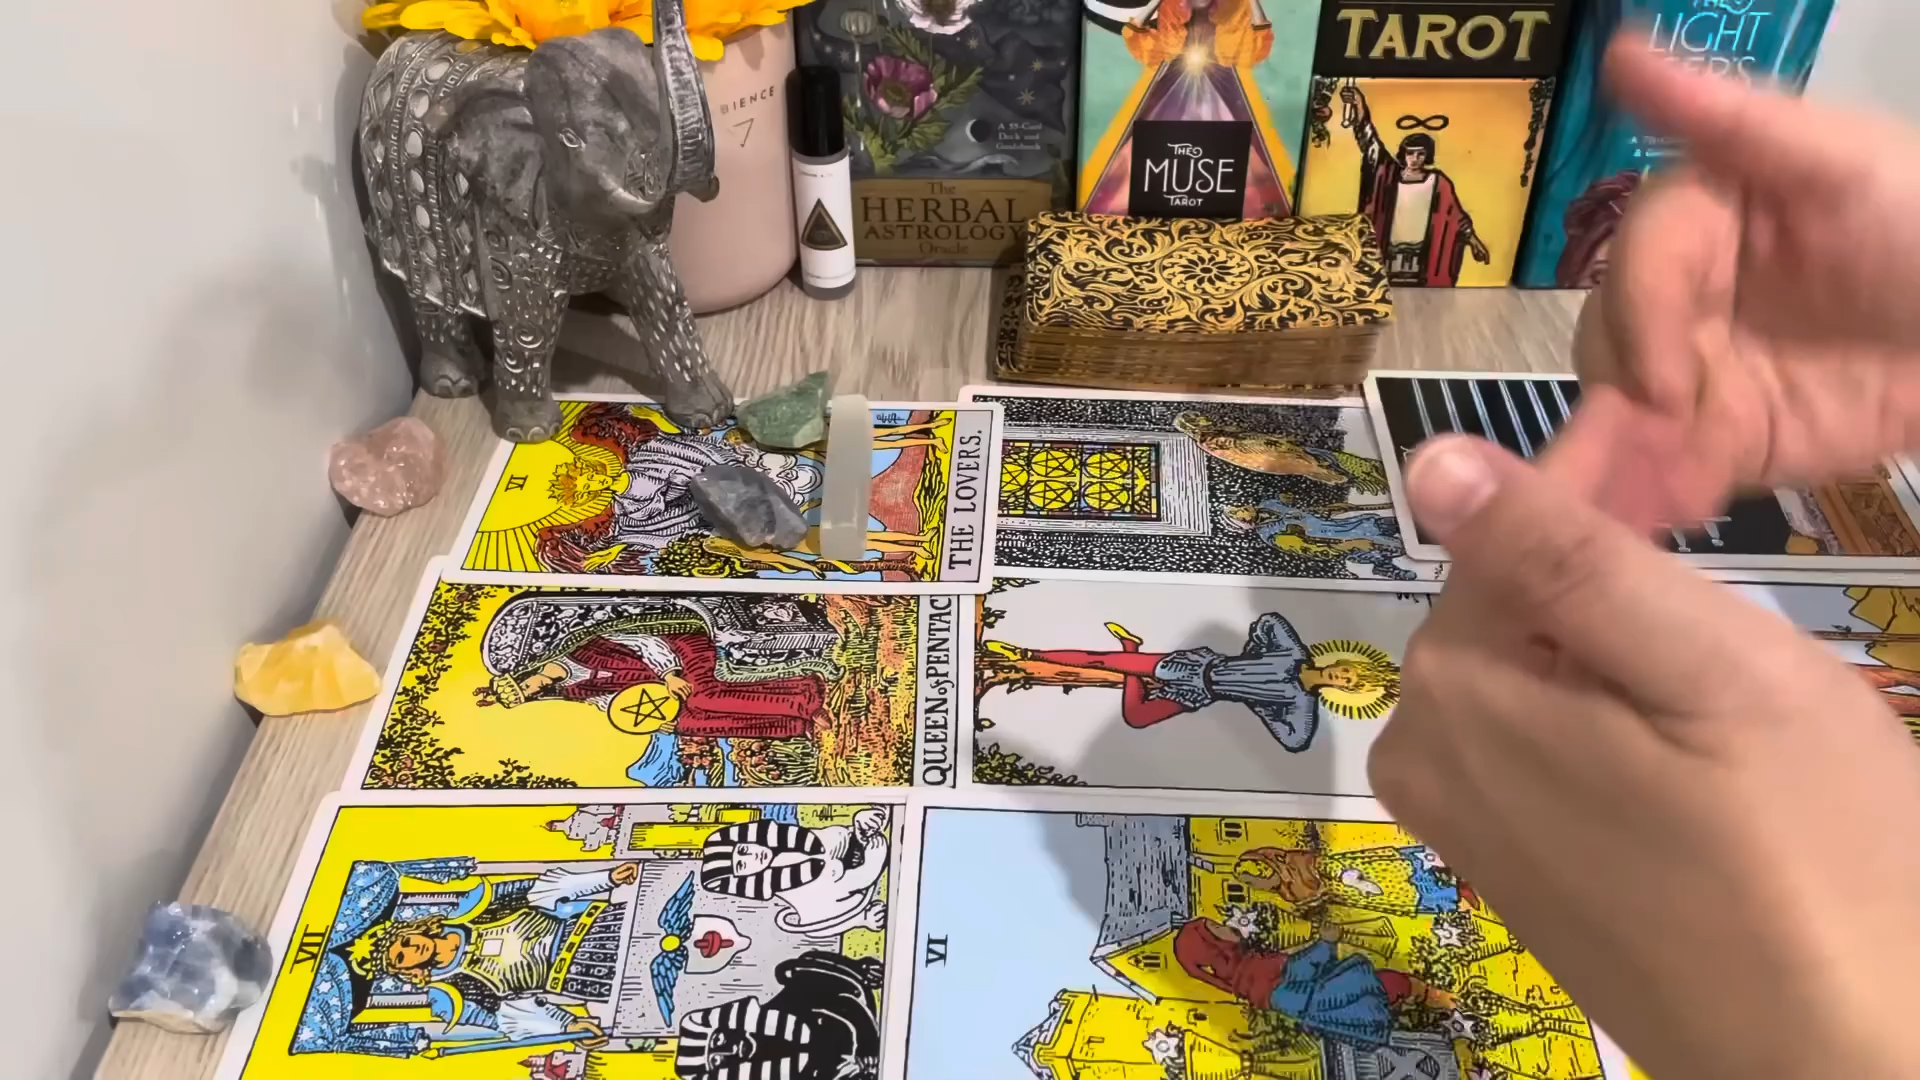 BIENCE
A 55-Card
Deck and
Guidebook
The
HERBAL
ASTROLOGY
Oracle
THE
MUSE
TAROT
TAROT
THE
LIGHT
VI
THE LOVERS.
QUEEN of PENTAC
VII
VI